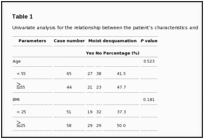 Table 1
Univariate analysis for the relationship between the patient's characteristics and
Parameters Case number Moist desquamation P value
Yes No Percentage (%)
Age 0.523
< 55 65 27 38 41.5
≥55 44 21 23 47.7
BMI 0.181
< 25 51 19 32 37.3
≥25 58 29 29 50.0